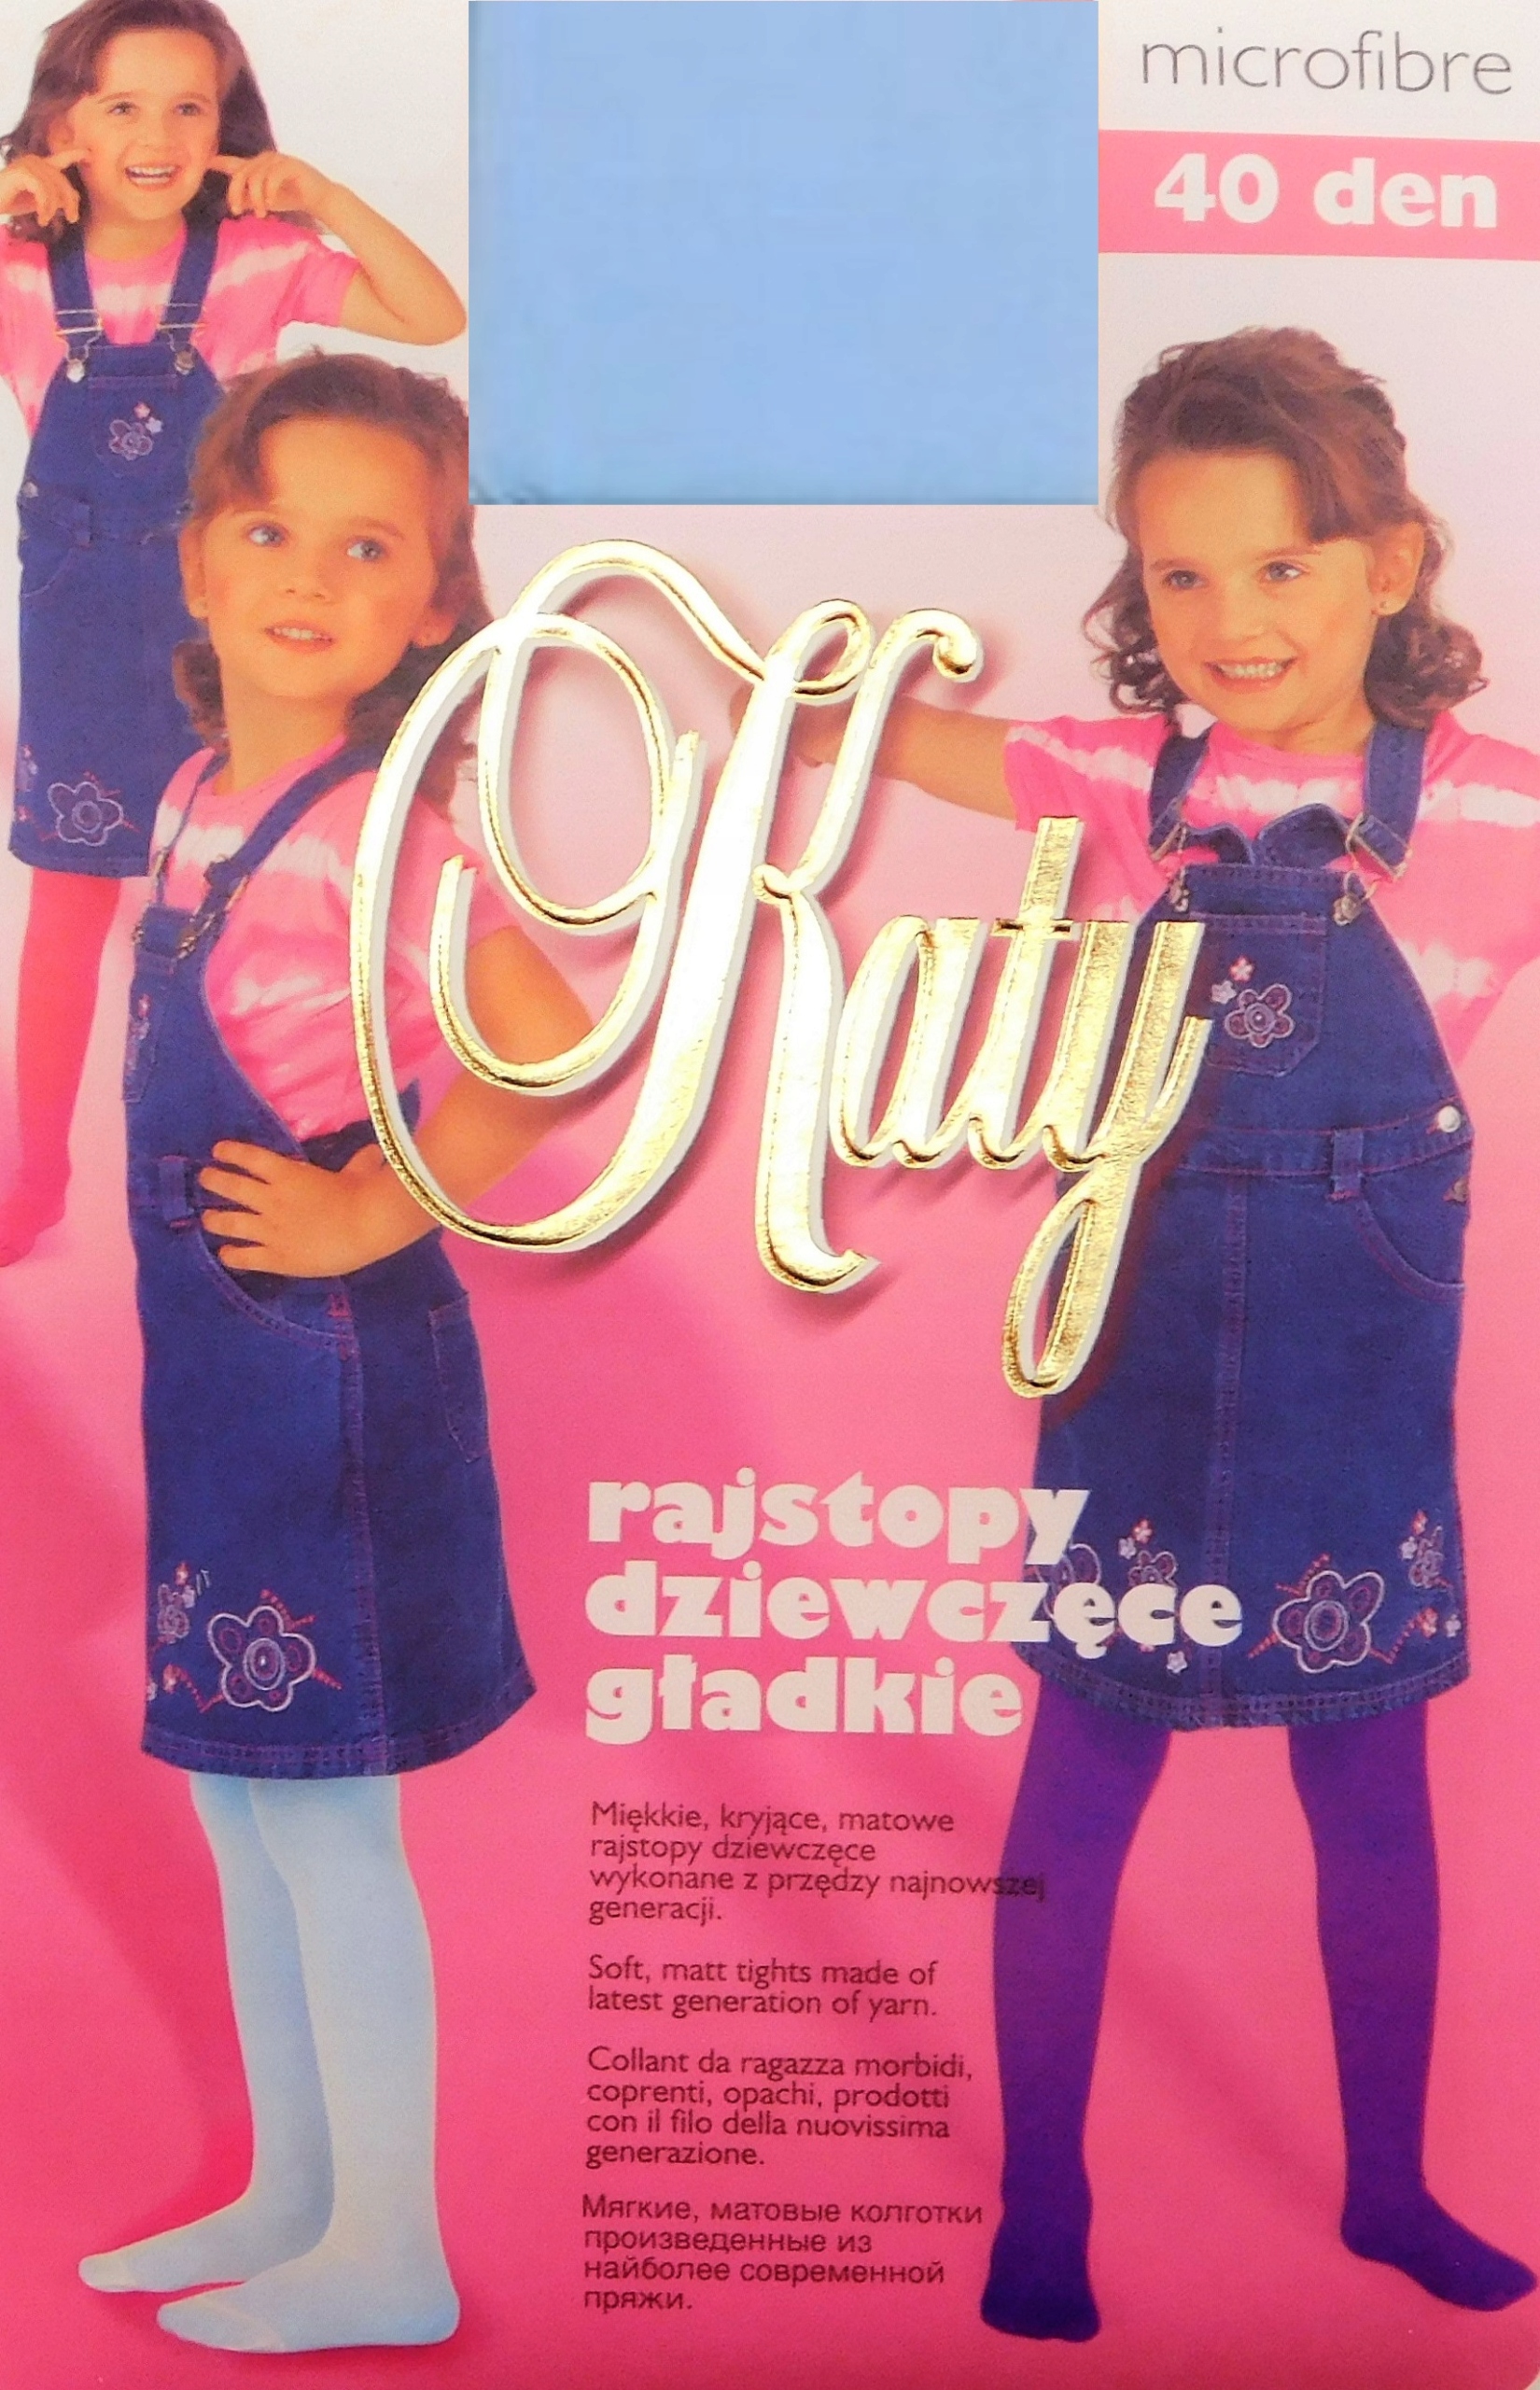 microfibre
40 den
Katy
rajstopy
dziewczęce
gładkie
Miękkie, kryjące, matowe
rajstopy dziewczęce
wykonane z przędzy najnowszej
generacji.
Soft, matt tights made of
latest generation of yarn.
Collant da ragazza morbidi,
coprenti, opachi, prodotti
con il filo della nuovissima
generazione.
Мягкие, матовые колготки
произведенные из
найболее современной
пряжи.